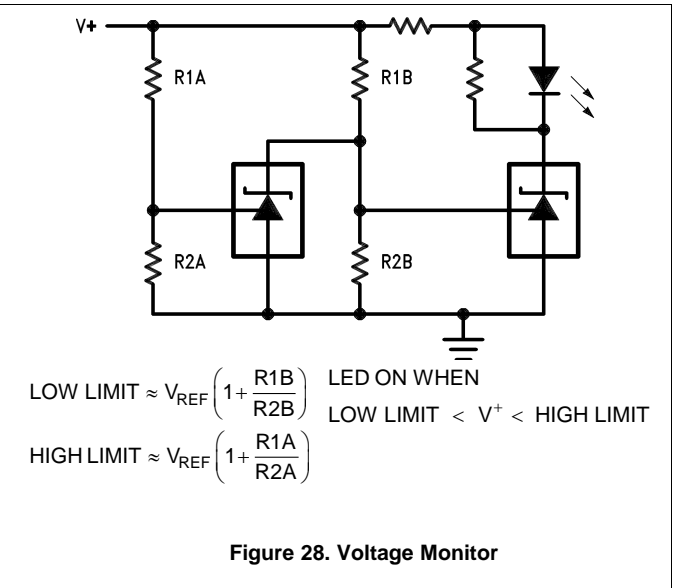 V+
R1A
R1B
R2A
R2B
LOW LIMIT ≈ V_REF (1 + R1B/R2B)
LED ON WHEN
LOW LIMIT < V⁺ < HIGH LIMIT
HIGH LIMIT ≈ V_REF (1 + R1A/R2A)
Figure 28. Voltage Monitor